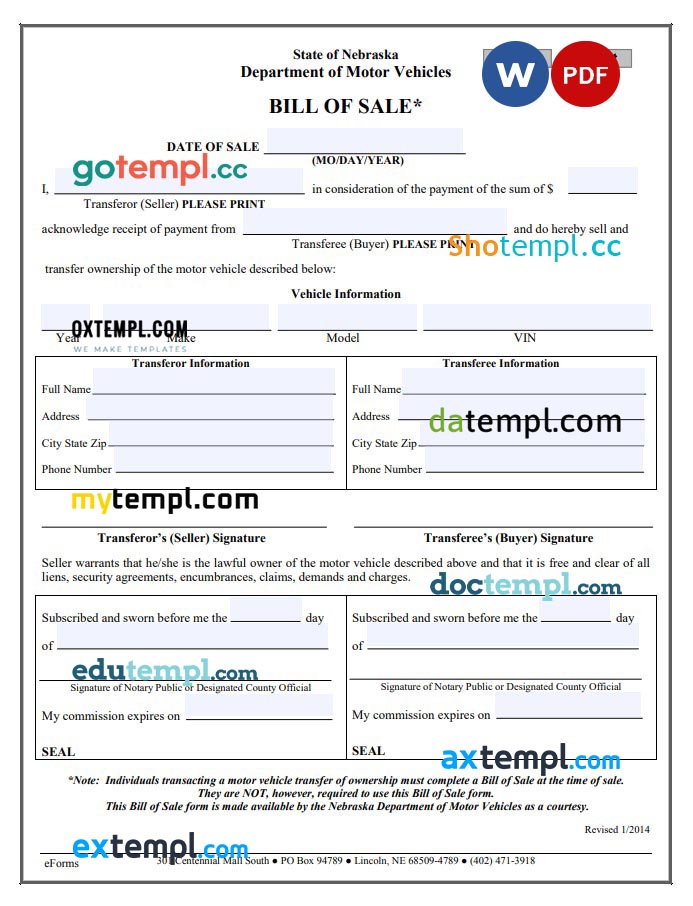 State of Nebraska
Department of Motor Vehicles
W PDF
BILL OF SALE*
DATE OF SALE
(MO/DAY/YEAR)
gotempl.cc
I, in consideration of the payment of the sum of $
Transferor (Seller) PLEASE PRINT
acknowledge receipt of payment from and do hereby sell and
Transferee (Buyer) PLEASE PRINT
Shotempl.cc
transfer ownership of the motor vehicle described below:
Vehicle Information
OXTEMPL.COM
Year Make Model VIN
WE MAKE TEMPLATES
Transferor Information Transferee Information
Full Name Full Name
Address Address
datempl.com
City State Zip City State Zip
Phone Number Phone Number
mytempl.com
Transferor's (Seller) Signature Transferee's (Buyer) Signature
Seller warrants that he/she is the lawful owner of the motor vehicle described above and that it is free and clear of all
liens, security agreements, encumbrances, claims, demands and charges.
doctempl.com
Subscribed and sworn before me the day Subscribed and sworn before me the day
of of
edutempl.com
Signature of Notary Public or Designated County Official Signature of Notary Public or Designated County Official
My commission expires on My commission expires on
SEAL SEAL
axtempl.com
*Note: Individuals transacting a motor vehicle transfer of ownership must complete a Bill of Sale at the time of sale.
They are NOT, however, required to use this Bill of Sale form.
This Bill of Sale form is made available by the Nebraska Department of Motor Vehicles as a courtesy.
Revised 1/2014
extempl.com
eForms 301 Centennial Mall South ● PO Box 94789 ● Lincoln, NE 68509-4789 ● (402) 471-3918